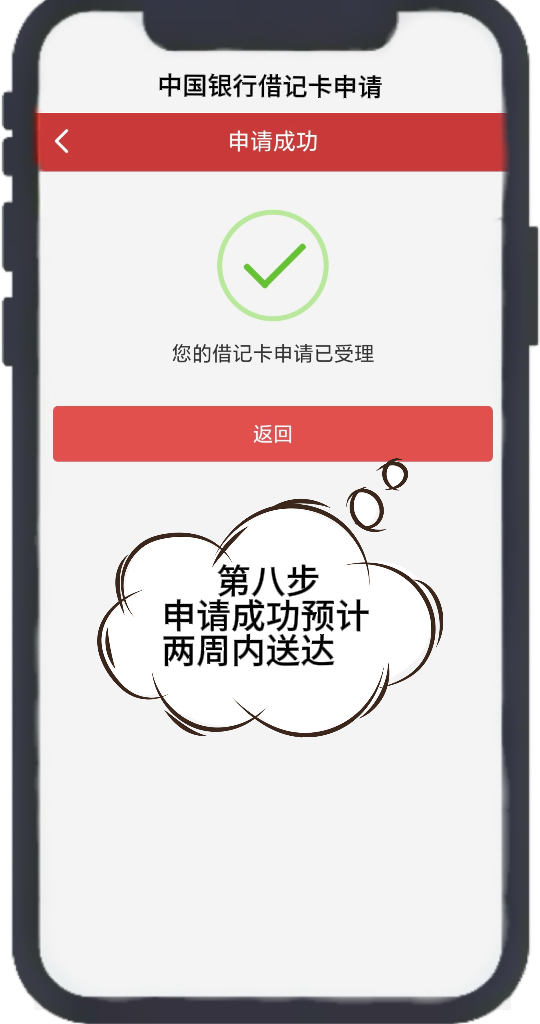 中国银行借记卡申请
申请成功
您的借记卡申请已受理
返回
第八步
申请成功预计
两周内送达